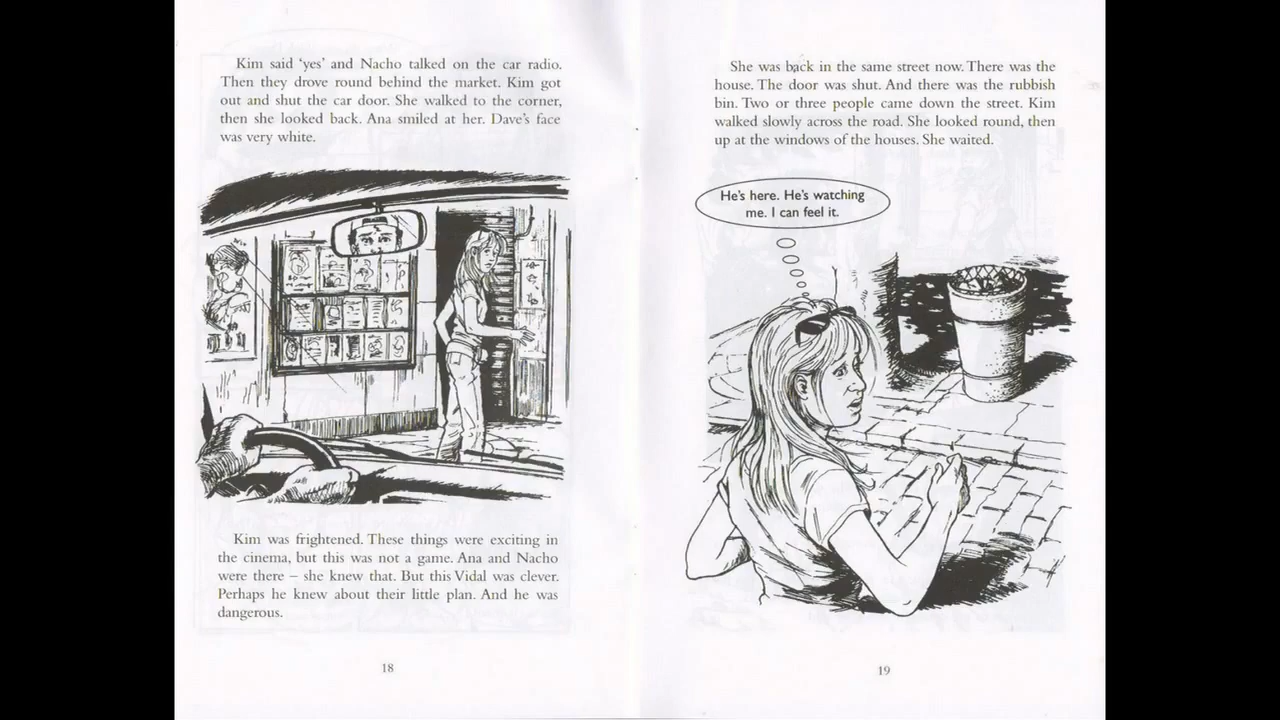 Kim said ‘yes’ and Nacho talked on the car radio.
Then they drove round behind the market. Kim got
out and shut the car door. She walked to the corner,
then she looked back. Ana smiled at her. Dave’s face
was very white.
Kim was frightened. These things were exciting in
the cinema, but this was not a game. Ana and Nacho
were there – she knew that. But this Vidal was clever.
Perhaps he knew about their little plan. And he was
dangerous.
18
She was back in the same street now. There was the
house. The door was shut. And there was the rubbish
bin. Two or three people came down the street. Kim
walked slowly across the road. She looked round, then
up at the windows of the houses. She waited.
He’s here. He’s watching
me. I can feel it.
19